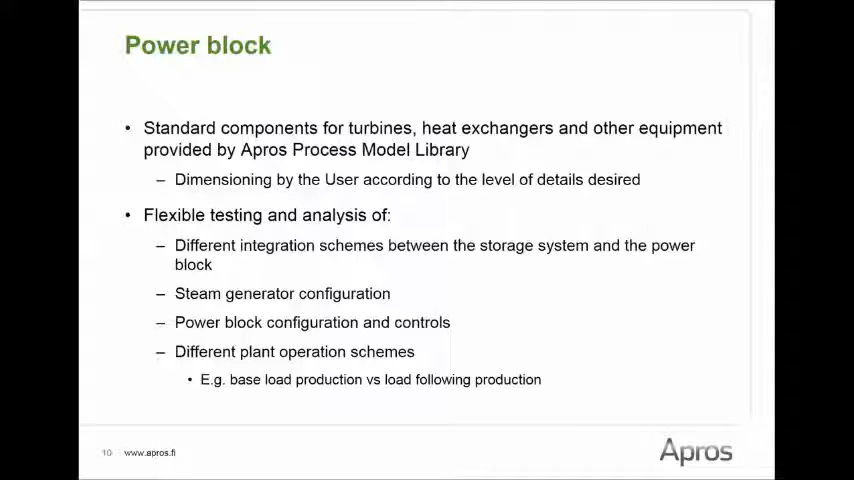 Power block
• Standard components for turbines, heat exchangers and other equipment
provided by Apros Process Model Library
– Dimensioning by the User according to the level of details desired
• Flexible testing and analysis of:
– Different integration schemes between the storage system and the power
block
– Steam generator configuration
– Power block configuration and controls
– Different plant operation schemes
• E.g. base load production vs load following production
10 www.apros.fi
Apros